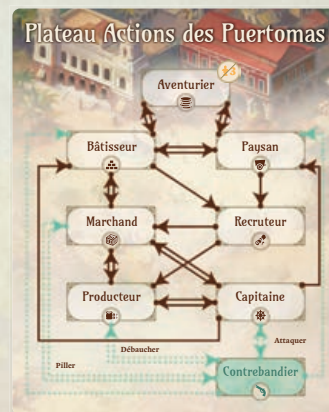 Plateau Actions des Puertomas
Aventurier
Bâtisseur
Paysan
Marchand
Recruteur
Producteur
Capitaine
Débaucher
Attaquer
Piller
Contrebandier